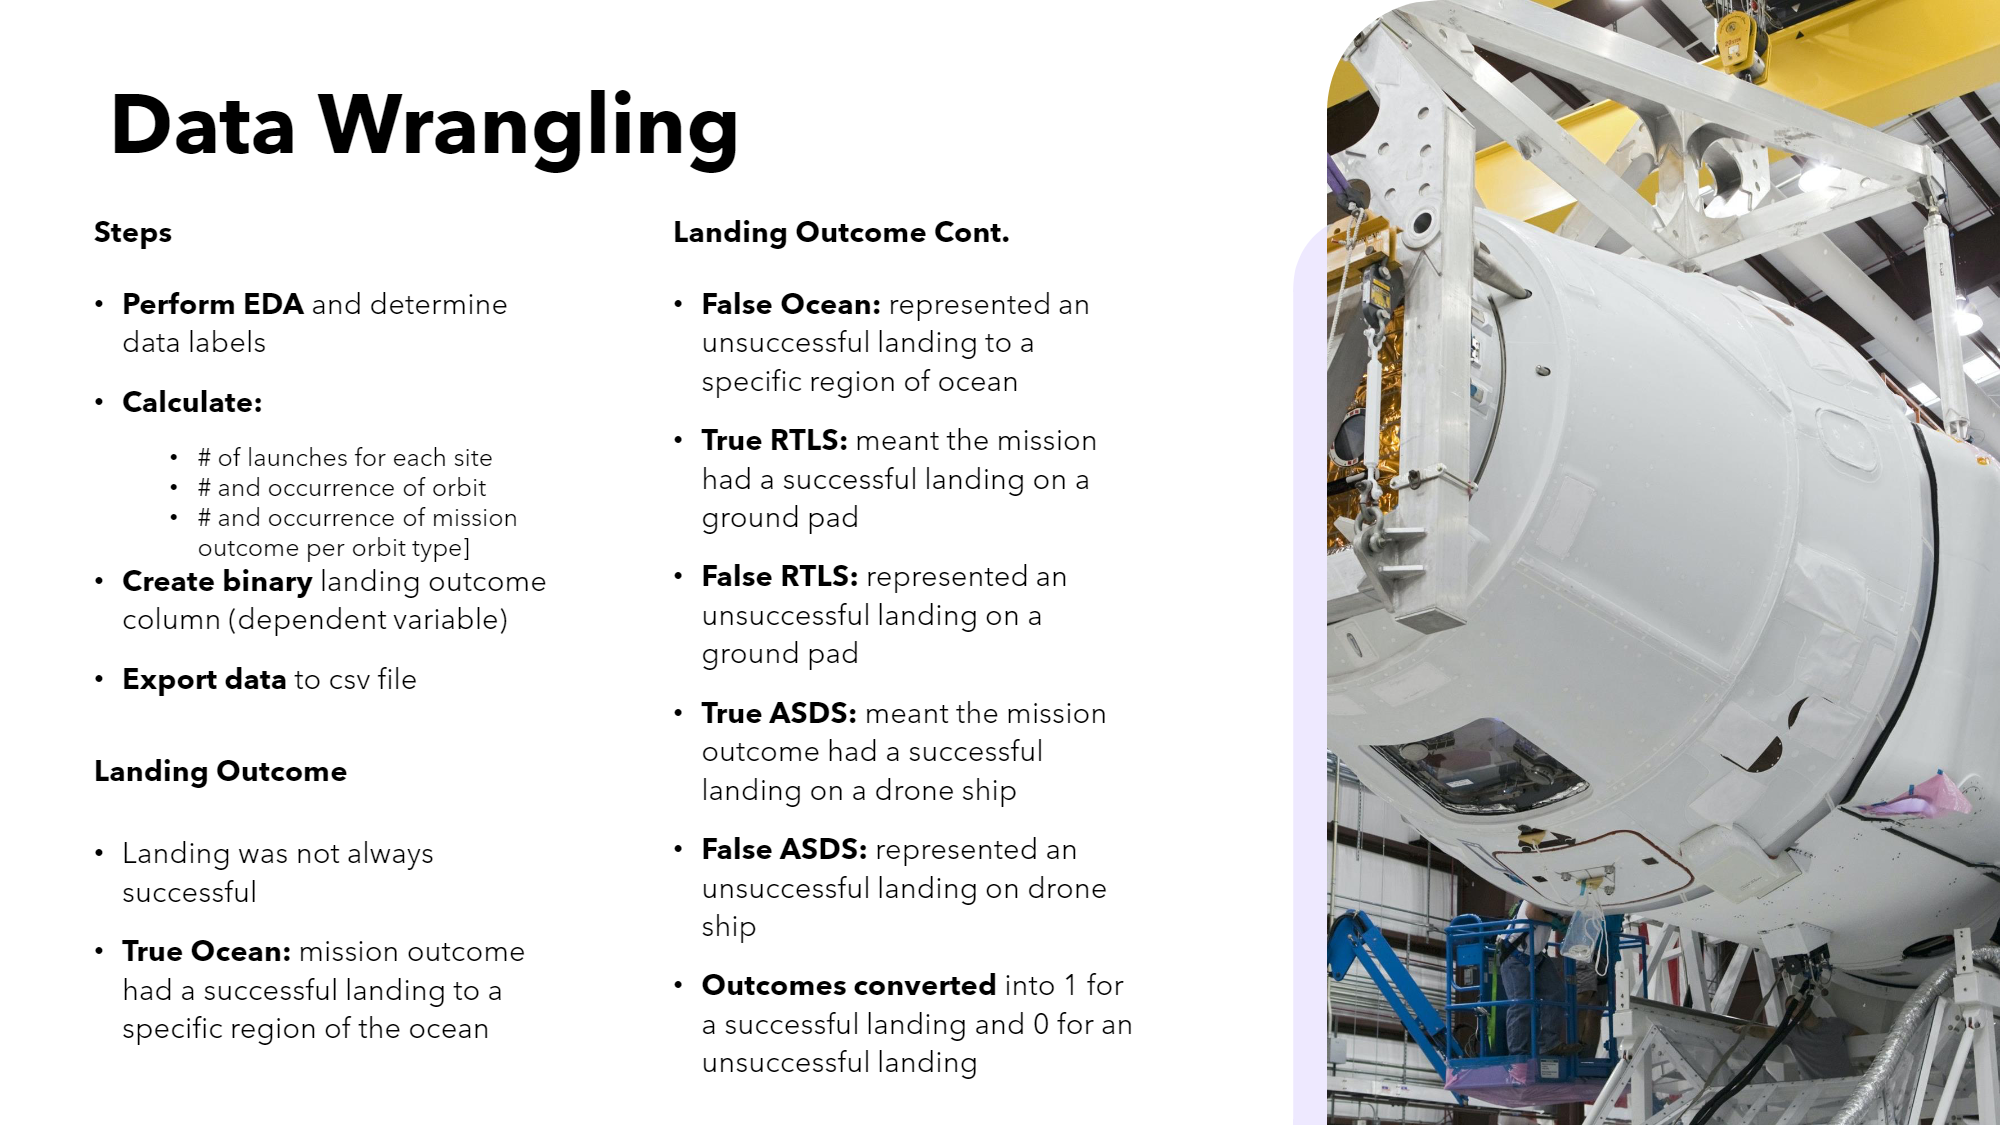 Data Wrangling
Steps
• Perform EDA and determine
data labels
• Calculate:
• # of launches for each site
• # and occurrence of orbit
• # and occurrence of mission
outcome per orbit type]
• Create binary landing outcome
column (dependent variable)
• Export data to csv file
Landing Outcome
• Landing was not always
successful
• True Ocean: mission outcome
had a successful landing to a
specific region of the ocean
Landing Outcome Cont.
• False Ocean: represented an
unsuccessful landing to a
specific region of ocean
• True RTLS: meant the mission
had a successful landing on a
ground pad
• False RTLS: represented an
unsuccessful landing on a
ground pad
• True ASDS: meant the mission
outcome had a successful
landing on a drone ship
• False ASDS: represented an
unsuccessful landing on drone
ship
• Outcomes converted into 1 for
a successful landing and 0 for an
unsuccessful landing